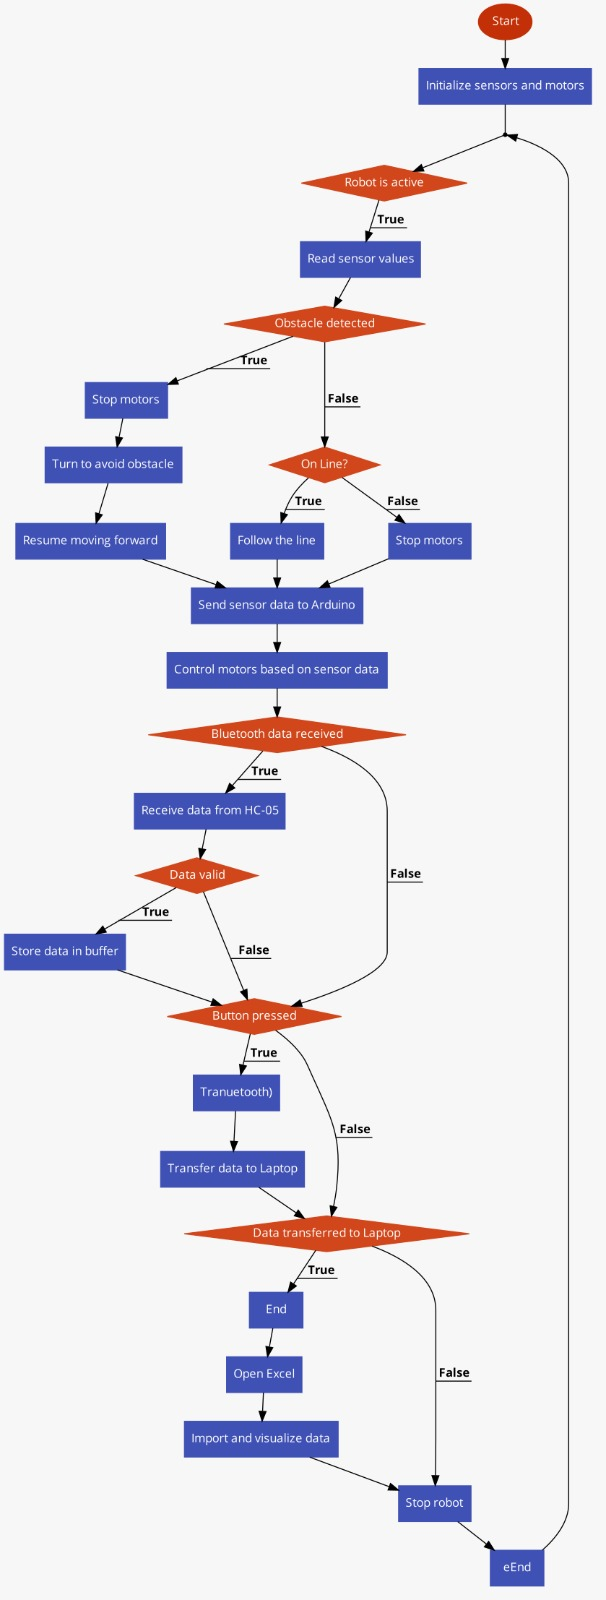 Start
Initialize sensors and motors
Robot is active
True
Read sensor values
Obstacle detected
True
False
Stop motors
Turn to avoid obstacle
On Line?
True
False
Resume moving forward
Follow the line
Stop motors
Send sensor data to Arduino
Control motors based on sensor data
Bluetooth data received
True
Receive data from HC-05
False
Data valid
True
False
Store data in buffer
Button pressed
True
Tranuetooth)
False
Transfer data to Laptop
Data transferred to Laptop
True
End
False
Open Excel
Import and visualize data
Stop robot
eEnd